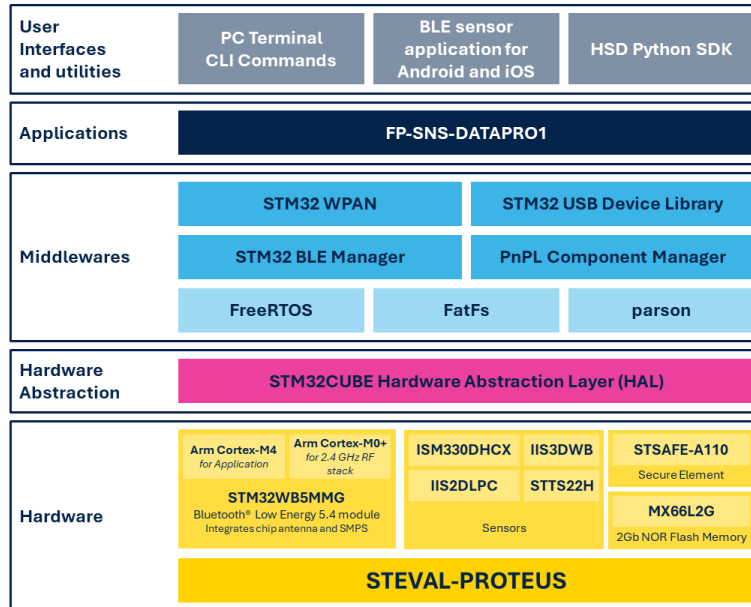 User
Interfaces
and utilities
PC Terminal
CLI Commands
BLE sensor
application for
Android and iOS
HSD Python SDK
Applications
FP-SNS-DATAPRO1
Middlewares
STM32 WPAN
STM32 USB Device Library
STM32 BLE Manager
PnPL Component Manager
FreeRTOS
FatFs
parson
Hardware
Abstraction
STM32CUBE Hardware Abstraction Layer (HAL)
Hardware
Arm Cortex-M4
for Application
Arm Cortex-M0+
for 2.4 GHz RF
stack
STM32WB5MMG
Bluetooth® Low Energy 5.4 module
Integrates chip antenna and SMPS
ISM330DHCX
IIS3DWB
IIS2DLPC
STTS22H
Sensors
STSAFE-A110
Secure Element
MX66L2G
2Gb NOR Flash Memory
STEVAL-PROTEUS